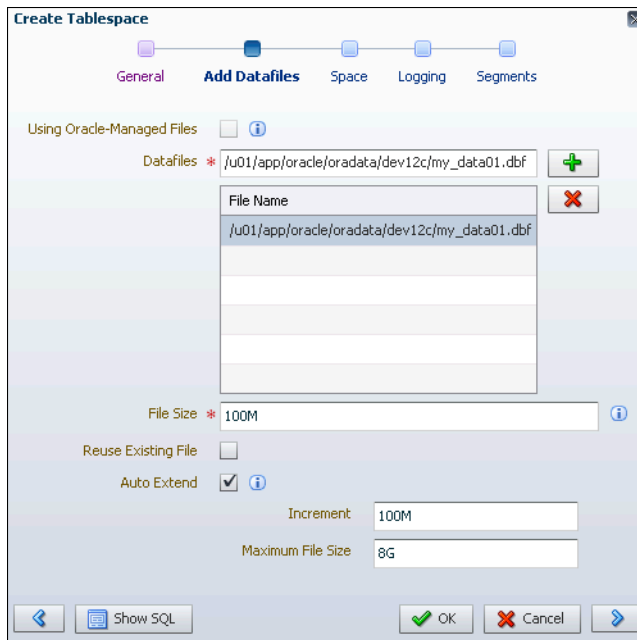 Create Tablespace
General Add Datafiles Space Logging Segments
Using Oracle-Managed Files
Datafiles * /u01/app/oracle/oradata/dev12c/my_data01.dbf
File Name
/u01/app/oracle/oradata/dev12c/my_data01.dbf
File Size * 100M
Reuse Existing File
Auto Extend
Increment 100M
Maximum File Size 8G
Show SQL OK Cancel